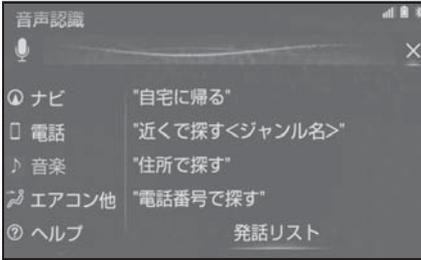 音声認識
ナビ
"自宅に帰る"
電話
"近くで探す<ジャンル名>"
音楽
"住所で探す"
エアコン他
"電話番号で探す"
ヘルプ
発話リスト